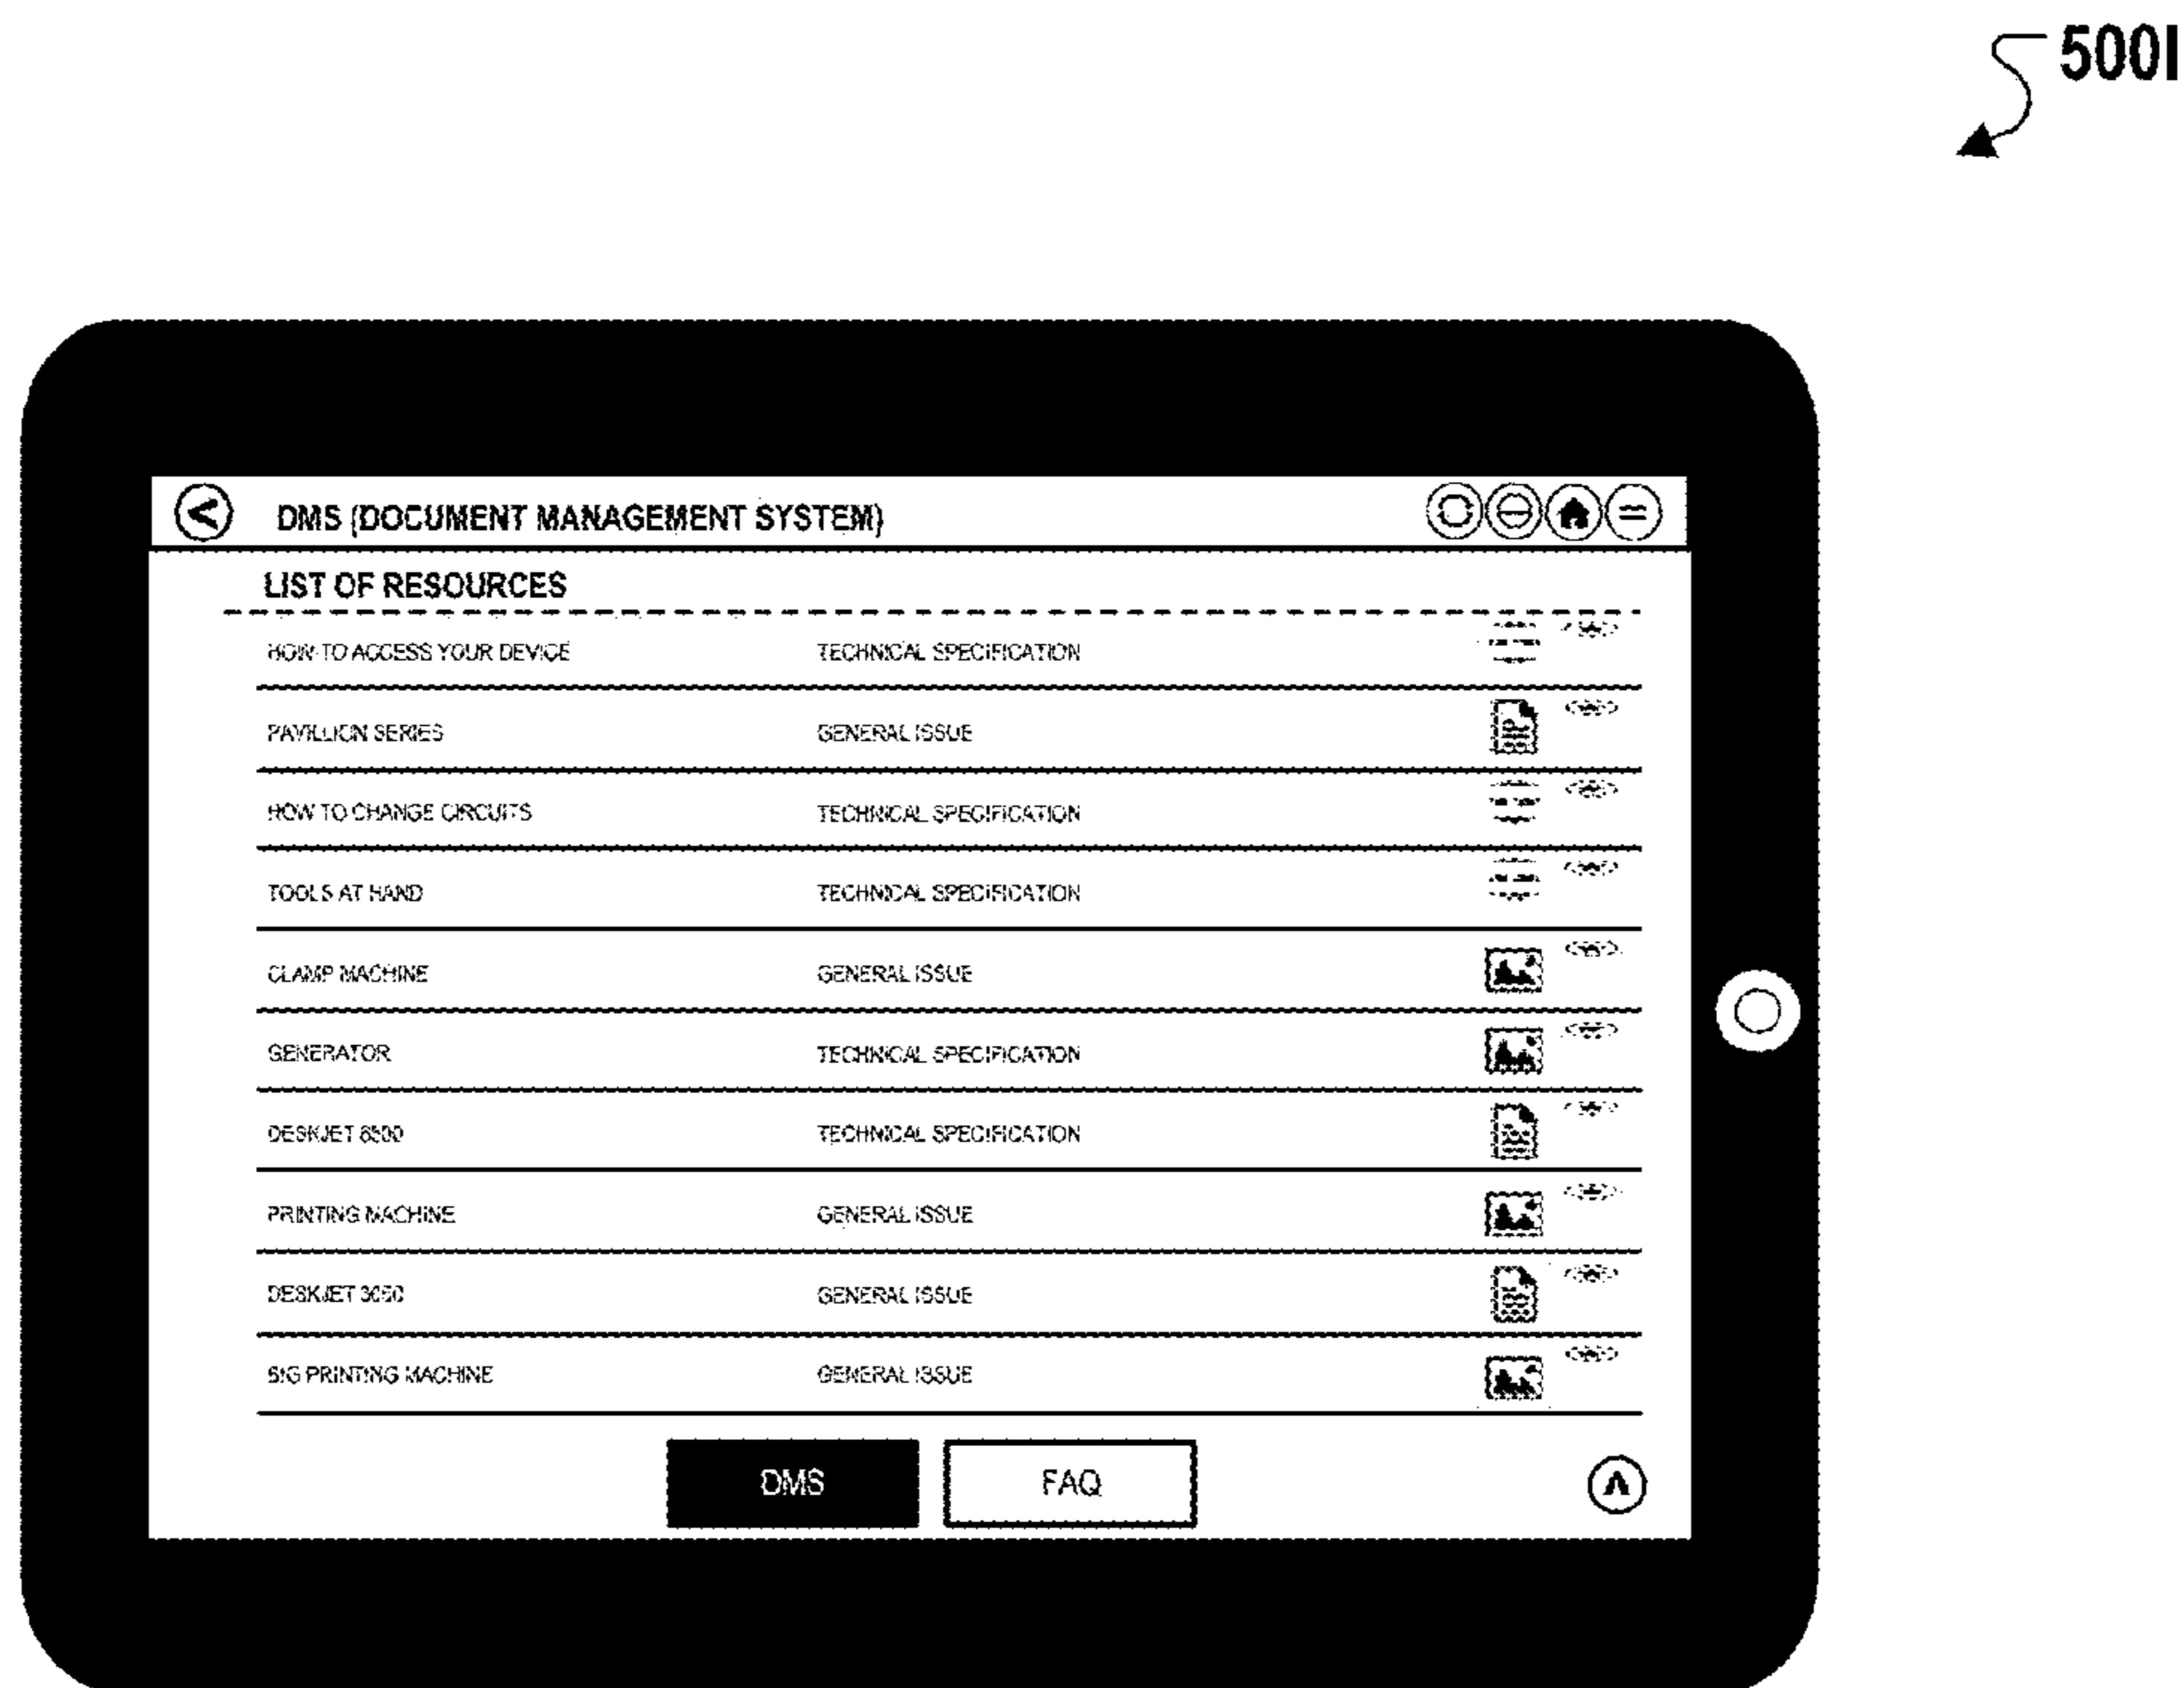 500I
DMS (DOCUMENT MANAGEMENT SYSTEM)
LIST OF RESOURCES
HOW TO ACCESS YOUR DEVICE TECHNICAL SPECIFICATION
PAVILLION SERIES GENERAL ISSUE
HOW TO CHANGE CIRCUITS TECHNICAL SPECIFICATION
TOOLS AT HAND TECHNICAL SPECIFICATION
CLAMP MACHINE GENERAL ISSUE
GENERATOR TECHNICAL SPECIFICATION
DESKJET TECHNICAL SPECIFICATION
PRINTING MACHINE GENERAL ISSUE
DESKJET GENERAL ISSUE
BIG PRINTING MACHINE GENERAL ISSUE
DMS FAQ